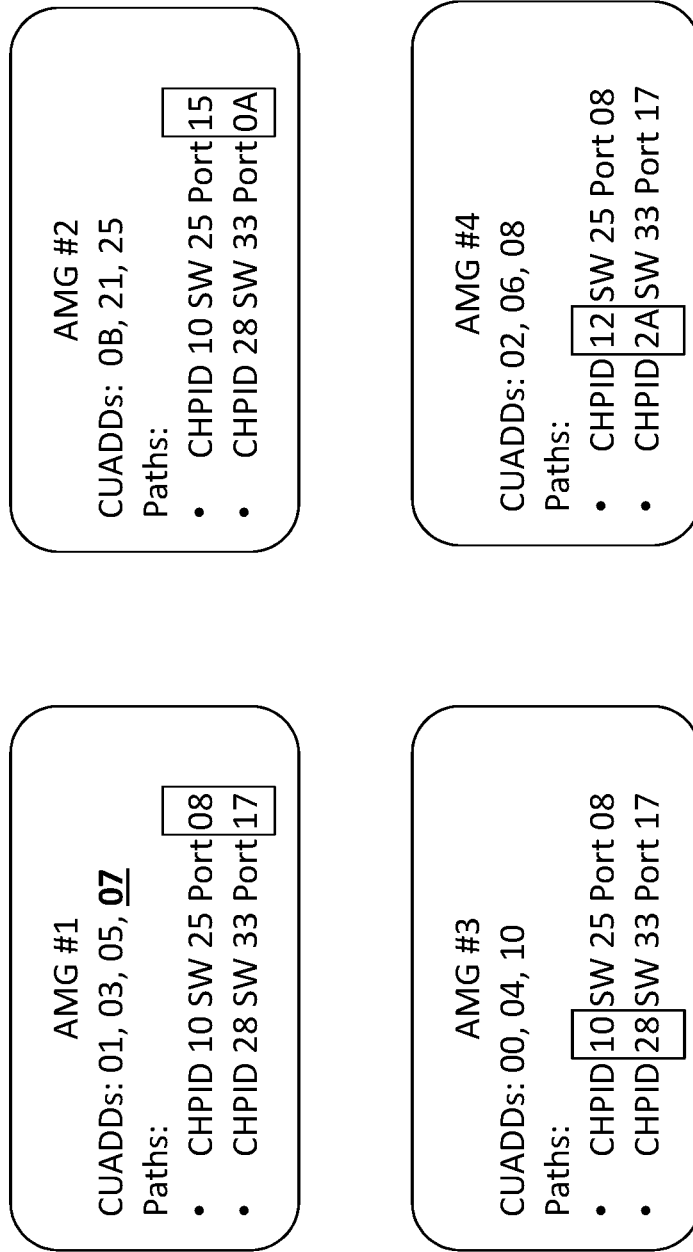 AMG #1
CUADDs: 01, 03, 05, 07
Paths:
• CHPID 10 SW 25 Port 08
• CHPID 28 SW 33 Port 17
AMG #2
CUADDs: 0B, 21, 25
Paths:
• CHPID 10 SW 25 Port 15
• CHPID 28 SW 33 Port 0A
AMG #3
CUADDs: 00, 04, 10
Paths:
• CHPID 10 SW 25 Port 08
• CHPID 28 SW 33 Port 17
AMG #4
CUADDs: 02, 06, 08
Paths:
• CHPID 12 SW 25 Port 08
• CHPID 2A SW 33 Port 17